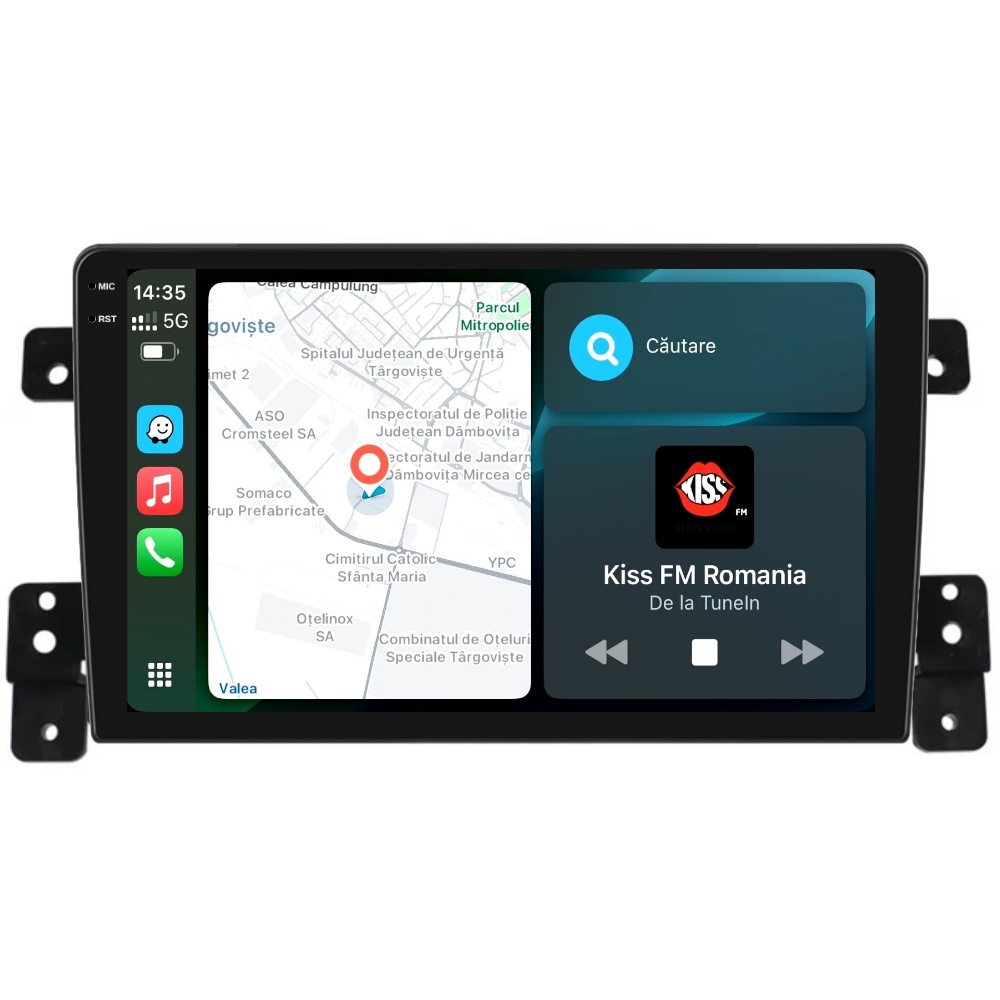 MIC
RST
14:35
5G
Calea Câmpulung
goviște
Parcul
Mitropoliei
Spitalul Județean de Urgență
Târgoviște
imet 2
ASO
Cromsteel SA
Inspectoratul de Poliție
Județean Dâmbovița
ectoratul de Jandarm
Dâmbovița Mircea ce
Somaco
Grup Prefabricate
Cimitirul Catolic
Sfânta Maria
YPC
Oțelinox
SA
Combinatul de Oțeluri
Speciale Târgoviște
Valea
Căutare
KISS
FM
Kiss FM Romania
De la TuneIn